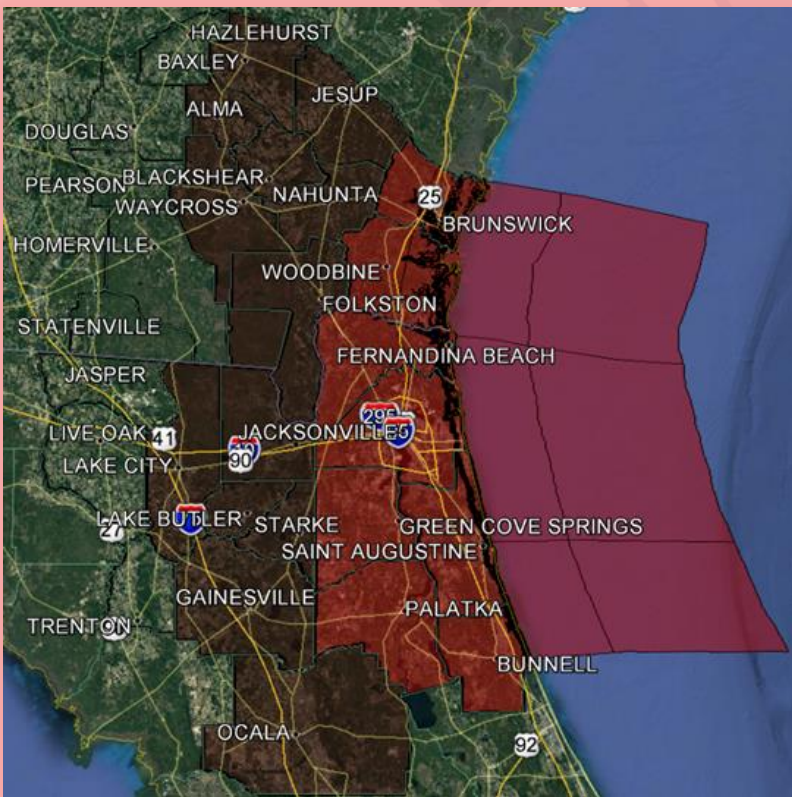 HAZLEHURST
BAXLEY
JESUP
ALMA
DOUGLAS
PEARSON
BLACKSHEAR
NAHUNTA
25
WAYCROSS
BRUNSWICK
HOMERVILLE
WOODBINE
FOLKSTON
STATENVILLE
FERNANDINA BEACH
JASPER
295
LIVE OAK
41
JACKSONVILLE
90
LAKE CITY
LAKE BUTLER
STARKE
GREEN COVE SPRINGS
27
SAINT AUGUSTINE
GAINESVILLE
PALATKA
TRENTON
BUNNELL
OCALA
92